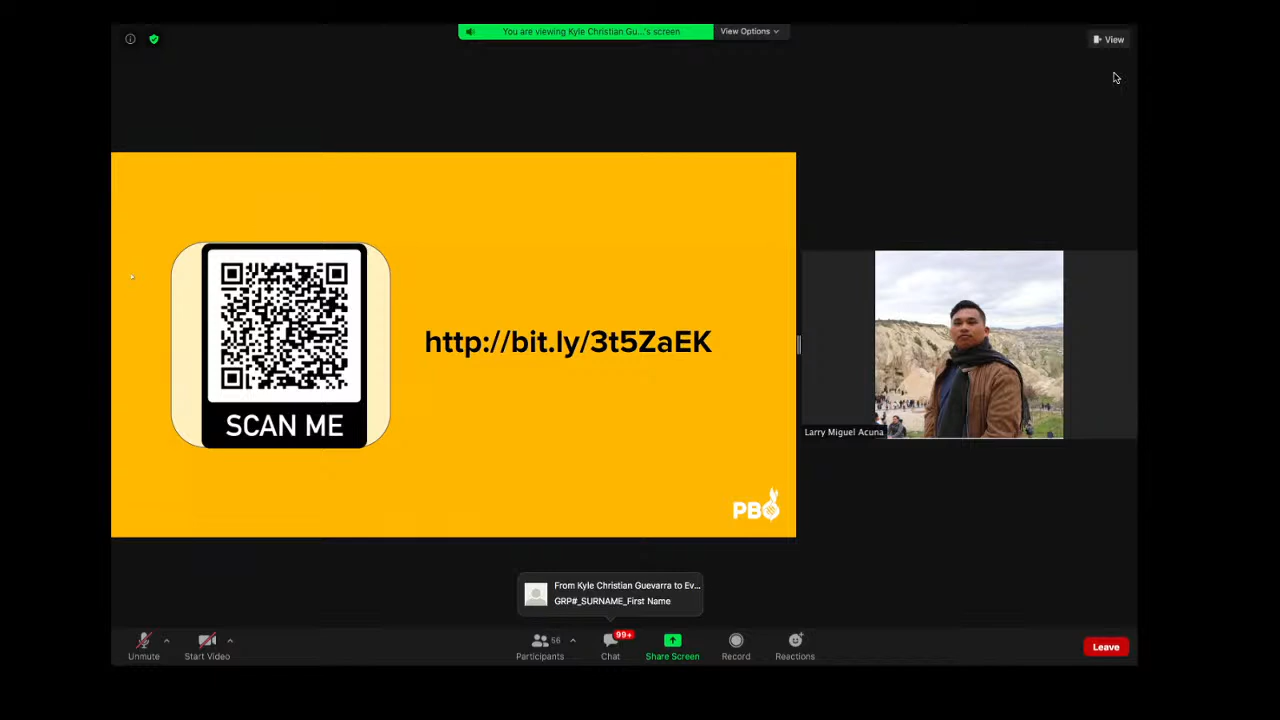 You are viewing Kyle Christian Gu...'s screen
View Options
View
http://bit.ly/3t5ZaEK
SCAN ME
Larry Miguel Acuna
PBO
From Kyle Christian Guevarra to Ev...
GRP#_SURNAME_First Name
Unmute
Start Video
56
Participants
99+
Chat
Share Screen
Record
Reactions
Leave